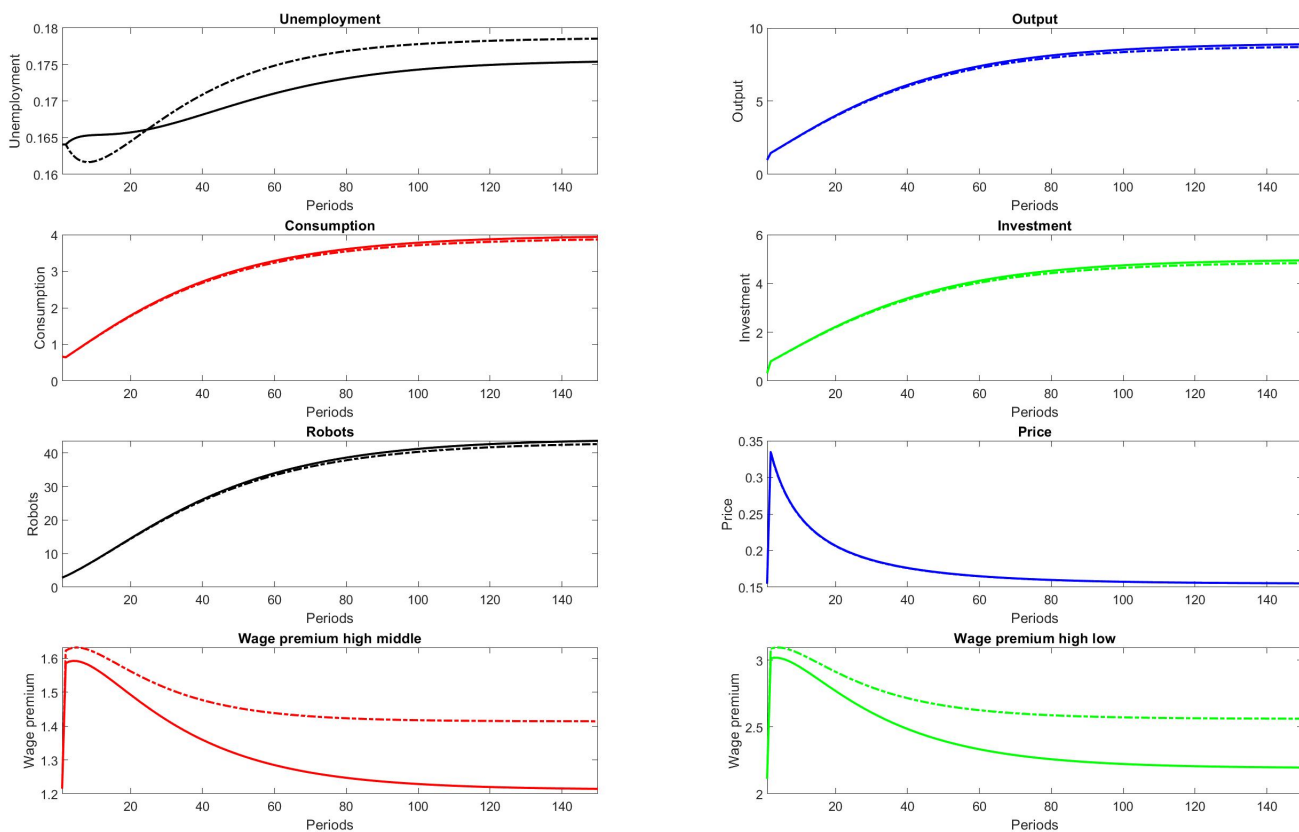 Unemployment
0.18
0.175
0.17
0.165
0.16
Unemployment
20 40 60 80 100 120 140
Periods
Output
10
5
0
Output
20 40 60 80 100 120 140
Periods
Consumption
4
3
2
1
0
Consumption
20 40 60 80 100 120 140
Periods
Investment
6
4
2
0
Investment
20 40 60 80 100 120 140
Periods
Robots
40
30
20
10
0
Robots
20 40 60 80 100 120 140
Periods
Price
0.35
0.3
0.25
0.2
0.15
Price
20 40 60 80 100 120 140
Periods
Wage premium high middle
1.6
1.5
1.4
1.3
1.2
Wage premium
20 40 60 80 100 120 140
Periods
Wage premium high low
3
2.5
2
Wage premium
20 40 60 80 100 120 140
Periods